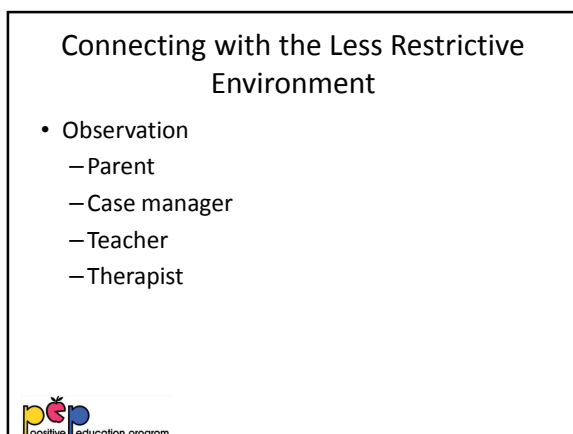 Connecting with the Less Restrictive
Environment
• Observation
–Parent
–Case manager
–Teacher
–Therapist
pep
positive education program